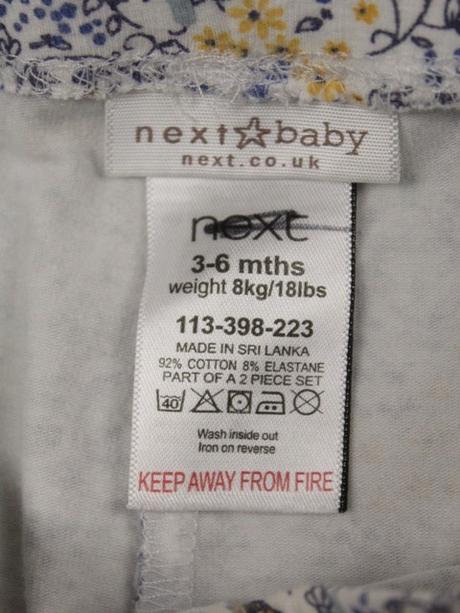 next☆baby
next.co.uk
next
3-6 mths
weight 8kg/18lbs
113-398-223
MADE IN SRI LANKA
92% COTTON 8% ELASTANE
PART OF A 2 PIECE SET
40
Wash inside out
Iron on reverse
KEEP AWAY FROM FIRE